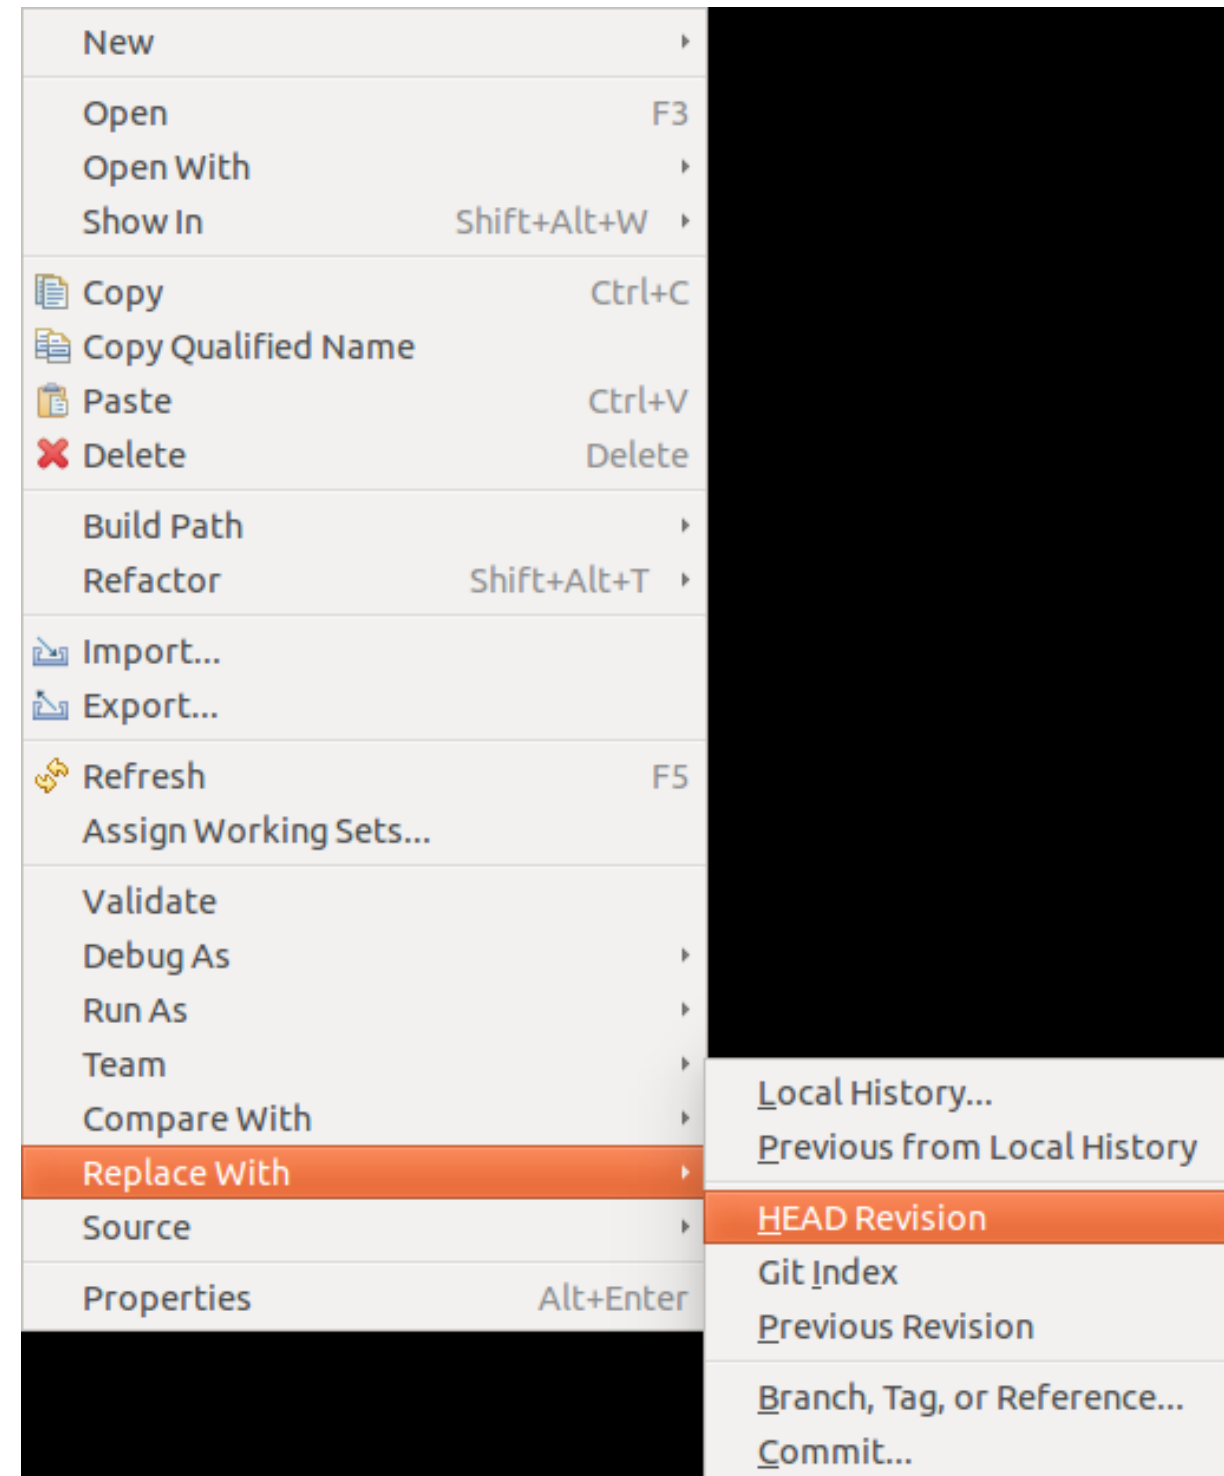 New
Open F3
Open With
Show In Shift+Alt+W
Copy Ctrl+C
Copy Qualified Name
Paste Ctrl+V
Delete Delete
Build Path
Refactor Shift+Alt+T
Import...
Export...
Refresh F5
Assign Working Sets...
Validate
Debug As
Run As
Team
Compare With
Replace With
Source
Properties Alt+Enter
Local History...
Previous from Local History
HEAD Revision
Git Index
Previous Revision
Branch, Tag, or Reference...
Commit...